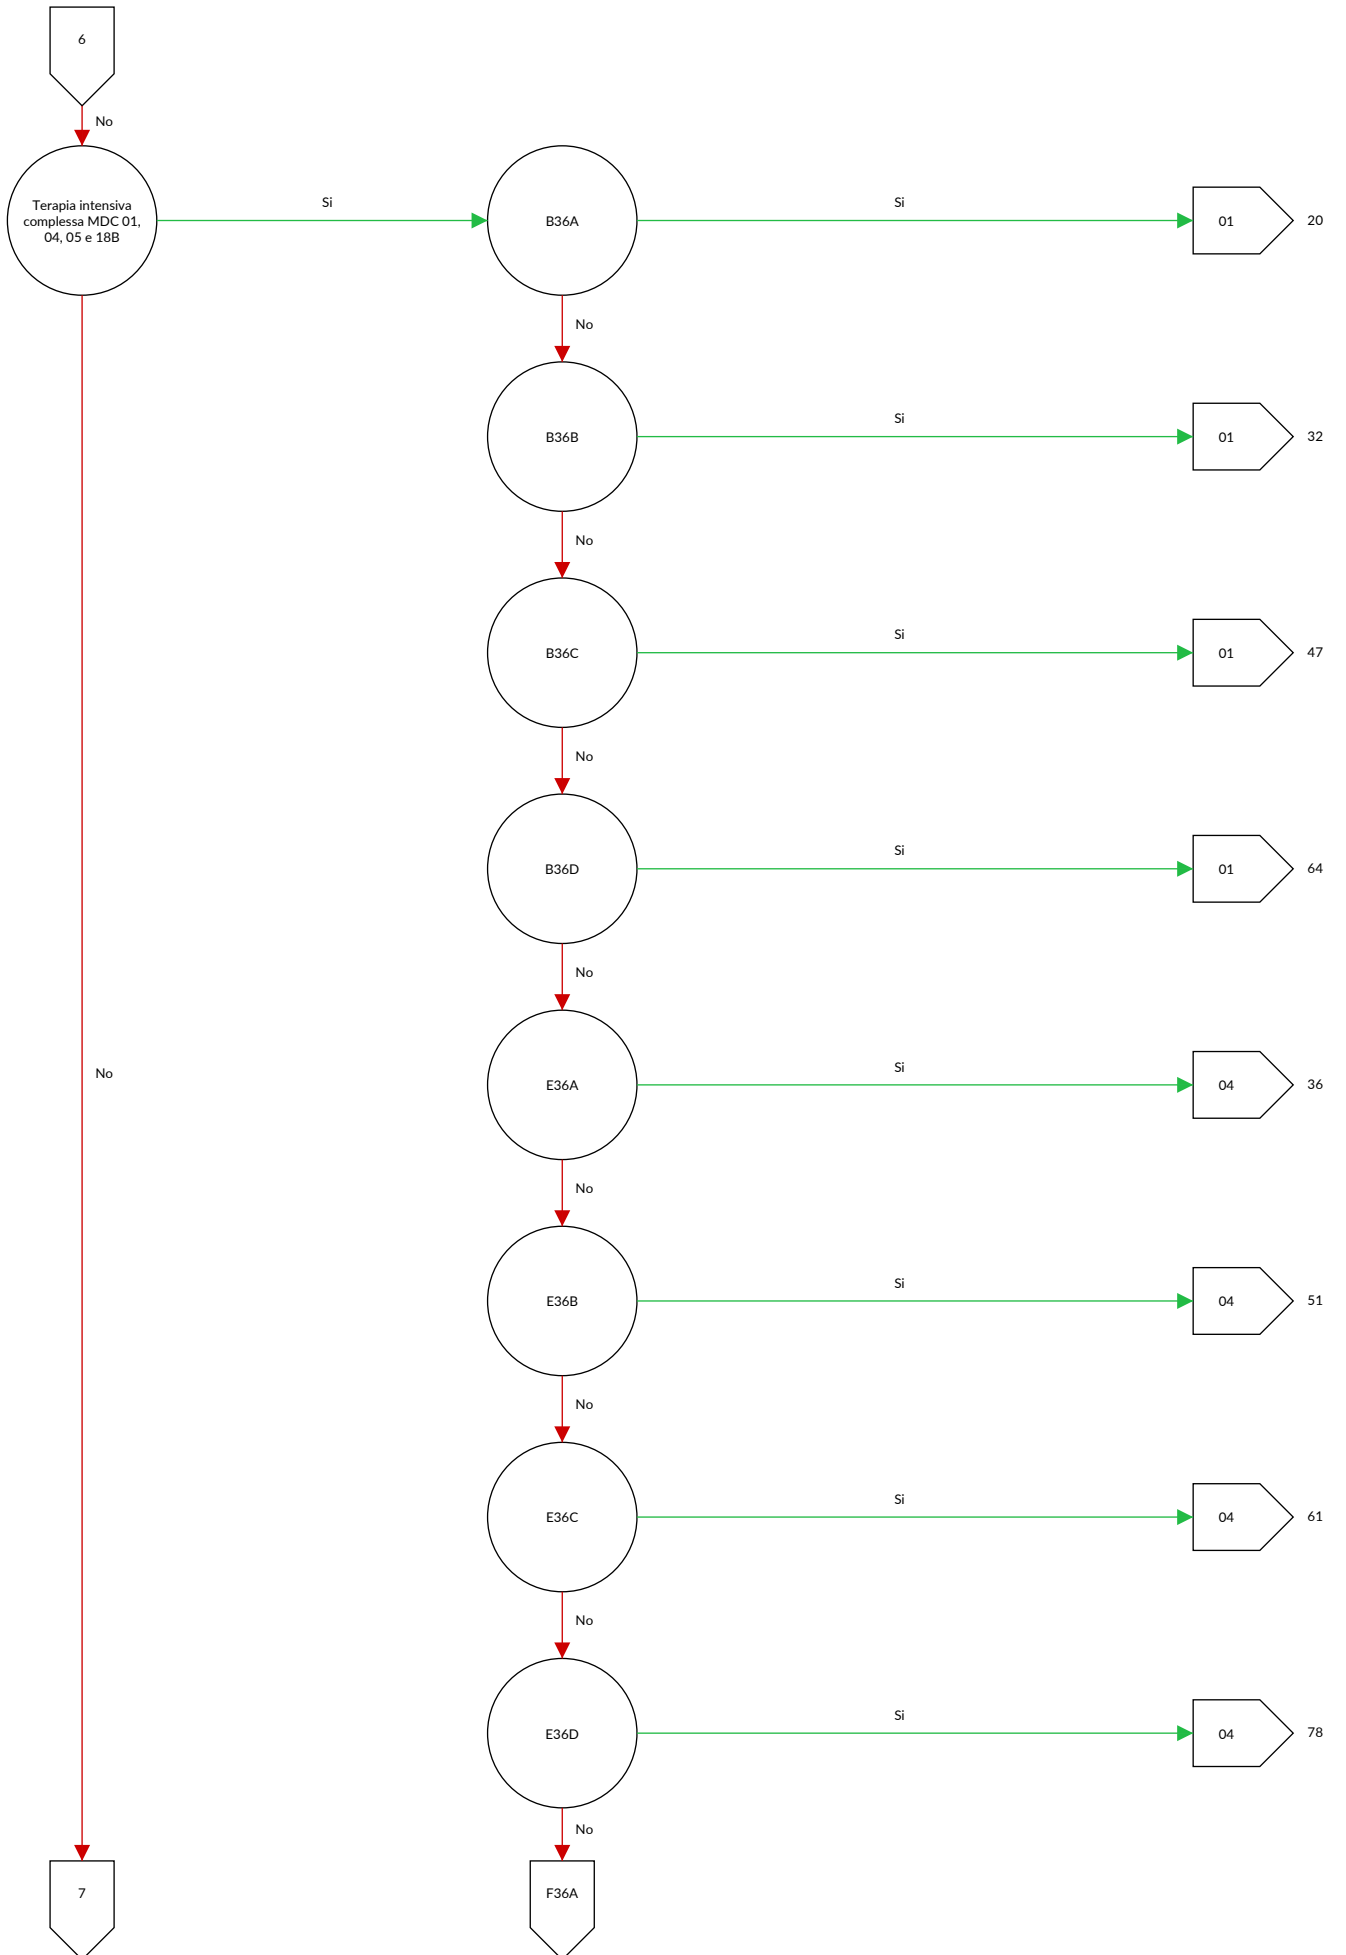 6
No
Terapia intensiva
complessa MDC 01,
04, 05 e 18B
Si
B36A
Si
01
20
No
B36B
Si
01
32
No
B36C
Si
01
47
No
B36D
Si
01
64
No
No
E36A
Si
04
36
No
E36B
Si
04
51
No
E36C
Si
04
61
No
E36D
Si
04
78
No
7
F36A